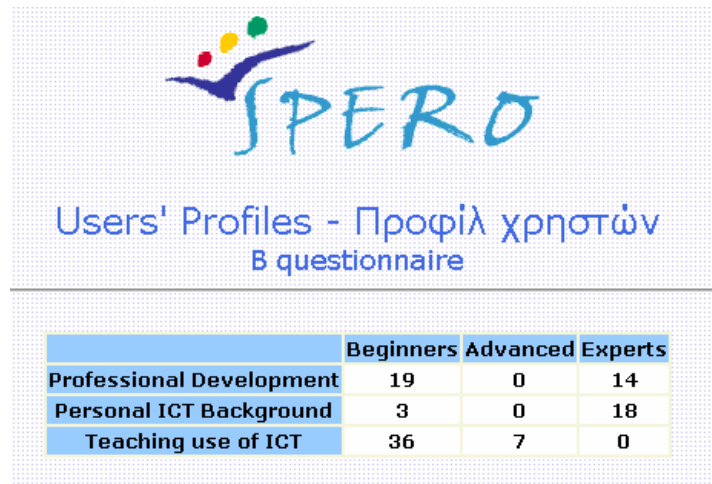 SPERO
Users' Profiles - Προφίλ χρηστών
B questionnaire
Beginners Advanced Experts
Professional Development 19 0 14
Personal ICT Background 3 0 18
Teaching use of ICT 36 7 0